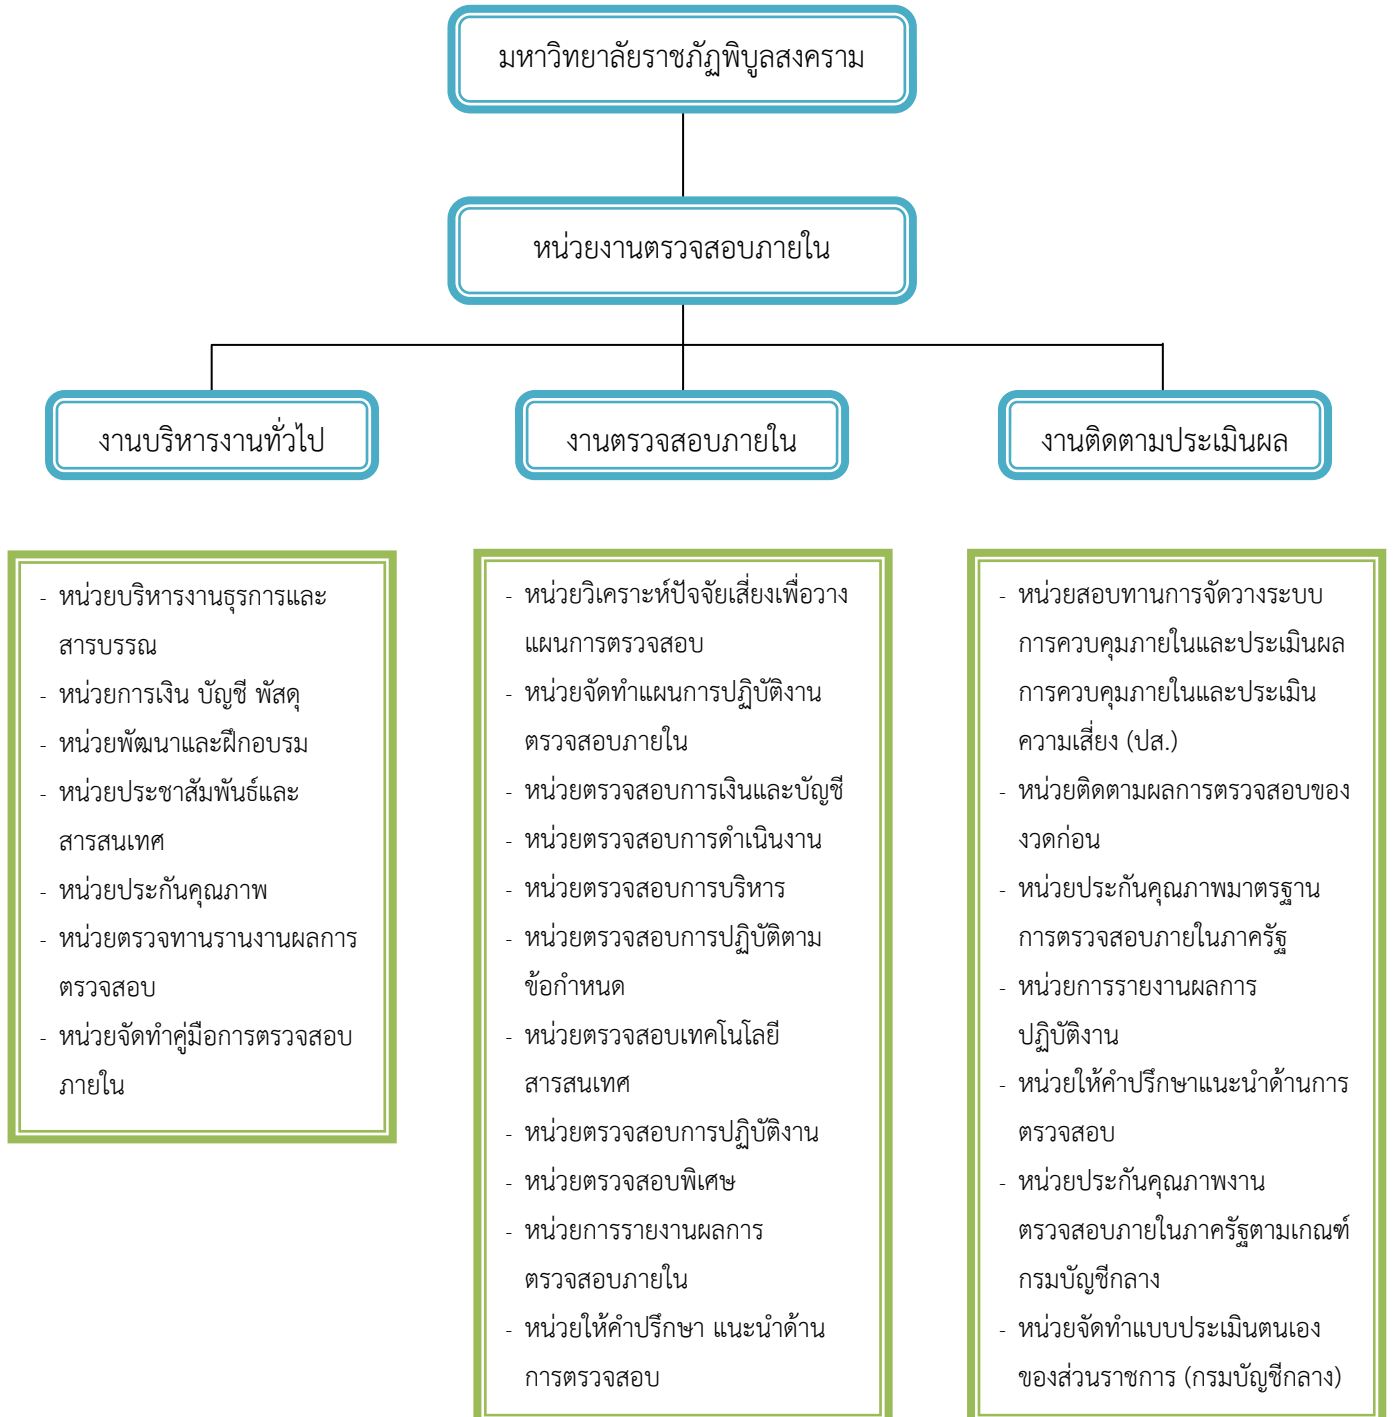 มหาวิทยาลัยราชภัฏพิบูลสงคราม
หน่วยงานตรวจสอบภายใน
งานบริหารงานทั่วไป
งานตรวจสอบภายใน
งานติดตามประเมินผล
- หน่วยบริหารงานธุรการและ
สารบรรณ
- หน่วยการเงิน บัญชี พัสดุ
- หน่วยพัฒนาและฝึกอบรม
- หน่วยประชาสัมพันธ์และ
สารสนเทศ
- หน่วยประกันคุณภาพ
- หน่วยตรวจทานรานงานผลการ
ตรวจสอบ
- หน่วยจัดทำคู่มือการตรวจสอบ
ภายใน
- หน่วยวิเคราะห์ปัจจัยเสี่ยงเพื่อวาง
แผนการตรวจสอบ
- หน่วยจัดทำแผนการปฏิบัติงาน
ตรวจสอบภายใน
- หน่วยตรวจสอบการเงินและบัญชี
- หน่วยตรวจสอบการดำเนินงาน
- หน่วยตรวจสอบการบริหาร
- หน่วยตรวจสอบการปฏิบัติตาม
ข้อกำหนด
- หน่วยตรวจสอบเทคโนโลยี
สารสนเทศ
- หน่วยตรวจสอบการปฏิบัติงาน
- หน่วยตรวจสอบพิเศษ
- หน่วยการรายงานผลการ
ตรวจสอบภายใน
- หน่วยให้คำปรึกษา แนะนำด้าน
การตรวจสอบ
- หน่วยสอบทานการจัดวางระบบ
การควบคุมภายในและประเมินผล
การควบคุมภายในและประเมิน
ความเสี่ยง (ปส.)
- หน่วยติดตามผลการตรวจสอบของ
งวดก่อน
- หน่วยประกันคุณภาพมาตรฐาน
การตรวจสอบภายในภาครัฐ
- หน่วยการรายงานผลการ
ปฏิบัติงาน
- หน่วยให้คำปรึกษาแนะนำด้านการ
ตรวจสอบ
- หน่วยประกันคุณภาพงาน
ตรวจสอบภายในภาครัฐตามเกณฑ์
กรมบัญชีกลาง
- หน่วยจัดทำแบบประเมินตนเอง
ของส่วนราชการ (กรมบัญชีกลาง)